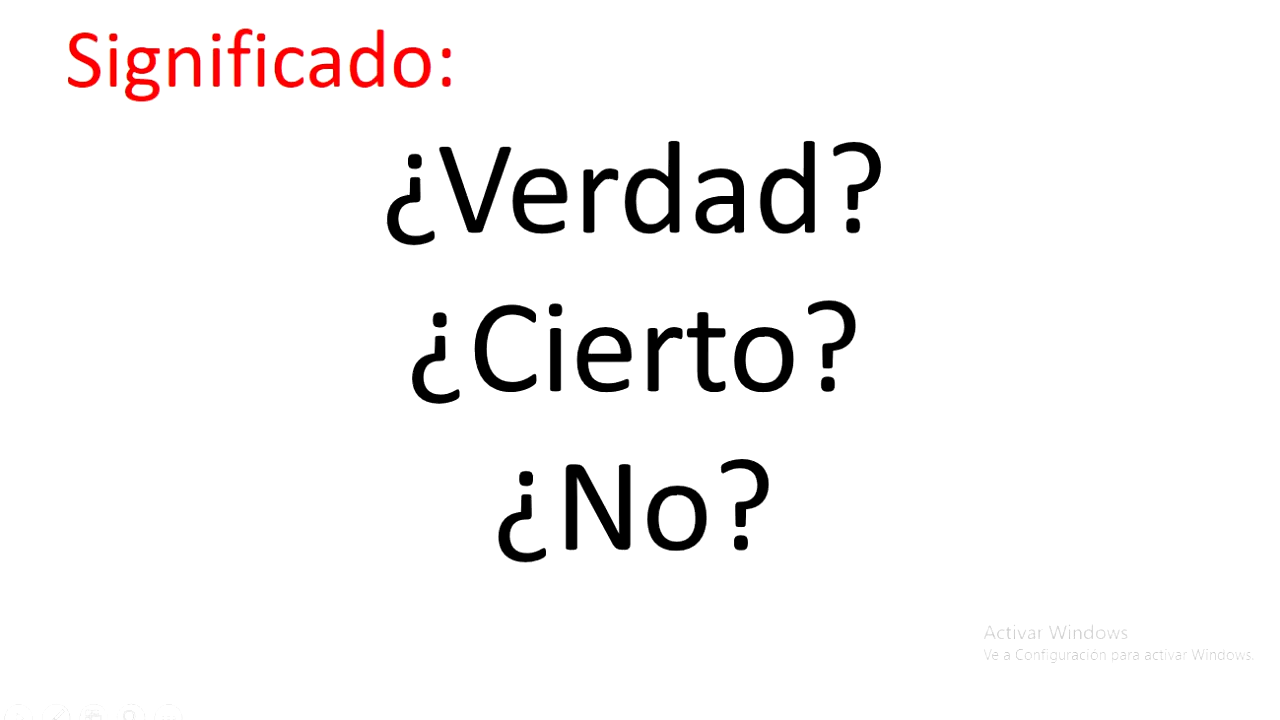 Significado:
¿Verdad?
¿Cierto?
¿No?
Activar Windows
Ve a Configuración para activar Windows.